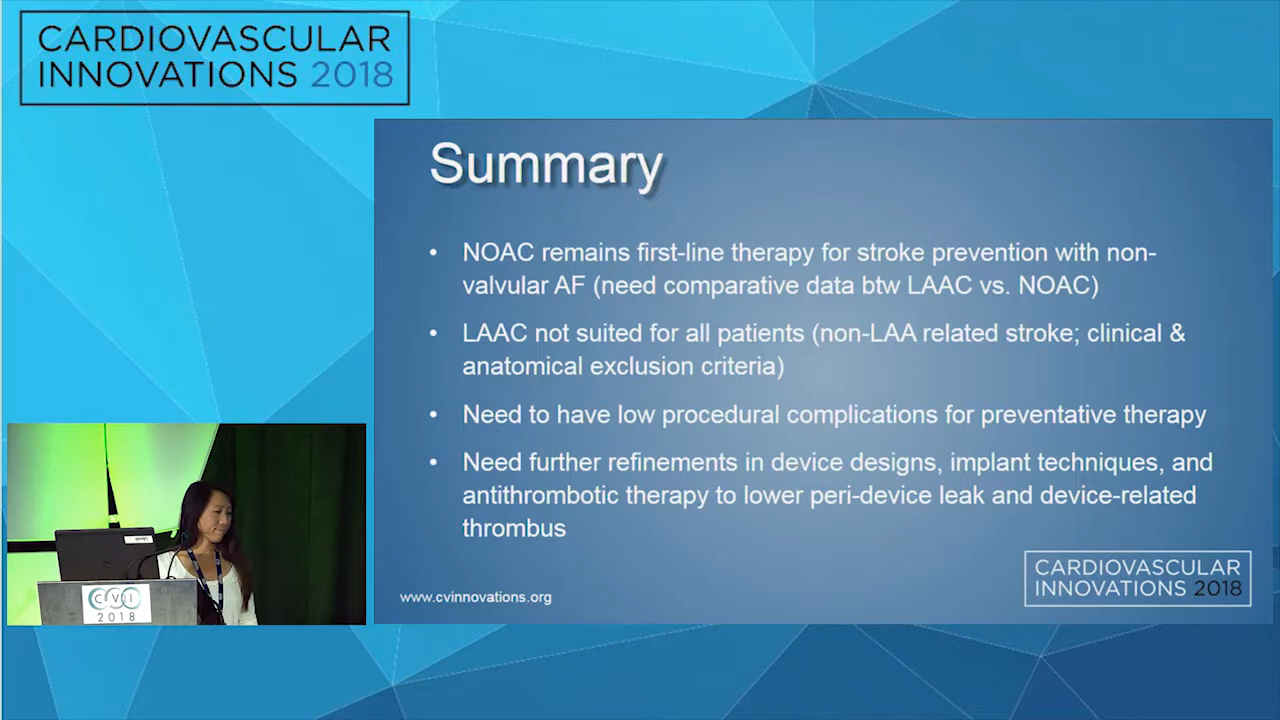 CARDIOVASCULAR
INNOVATIONS 2018
Summary
• NOAC remains first-line therapy for stroke prevention with non-
valvular AF (need comparative data btw LAAC vs. NOAC)
• LAAC not suited for all patients (non-LAA related stroke; clinical &
anatomical exclusion criteria)
• Need to have low procedural complications for preventative therapy
• Need further refinements in device designs, implant techniques, and
antithrombotic therapy to lower peri-device leak and device-related
thrombus
www.cvinnovations.org
CARDIOVASCULAR
INNOVATIONS 2018
CVI
2018